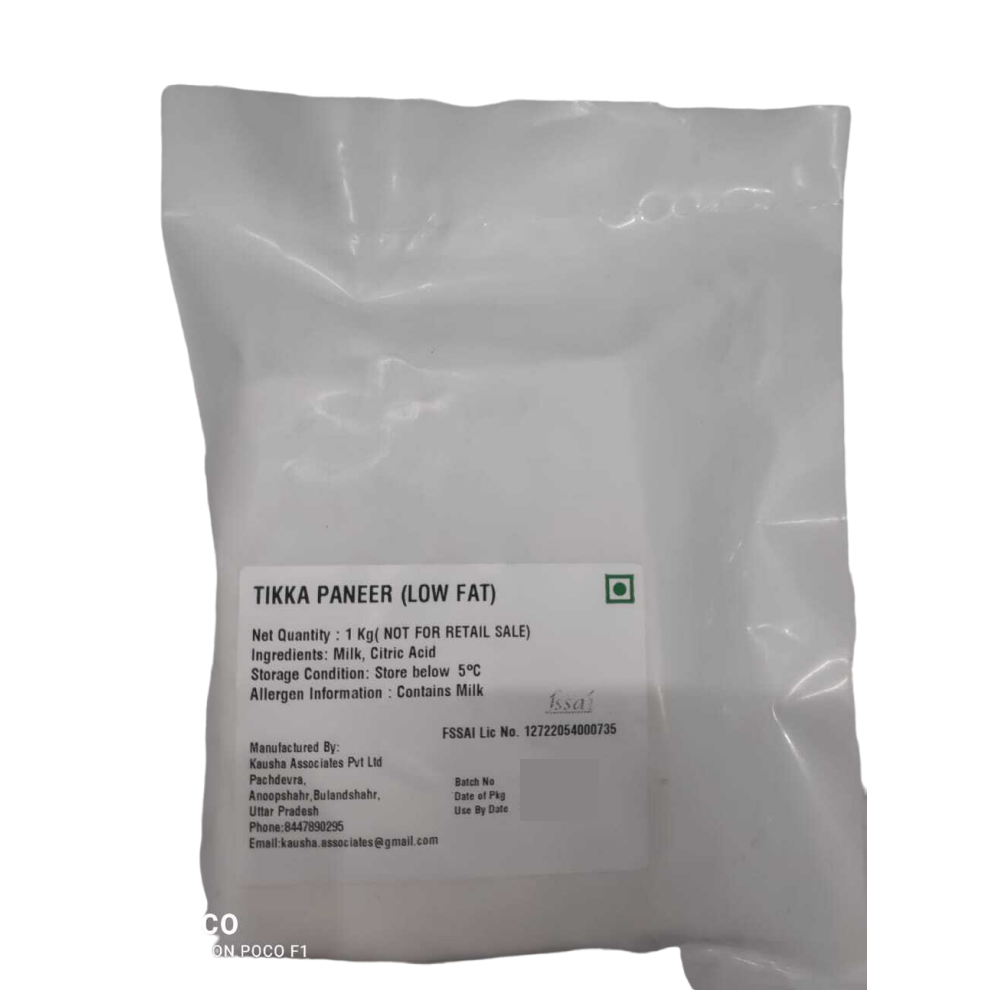 TIKKA PANEER (LOW FAT)
Net Quantity : 1 Kg( NOT FOR RETAIL SALE)
Ingredients: Milk, Citric Acid
Storage Condition: Store below 5ºC
Allergen Information : Contains Milk
fssai
FSSAI Lic No. 12722054000735
Manufactured By:
Kausha Associates Pvt Ltd
Pachdevra,
Anoopshahr,Bulandshahr,
Uttar Pradesh
Phone:8447890295
Email:kausha.associates@gmail.com
Batch No
Date of Pkg
Use By Date
CO
ON POCO F1